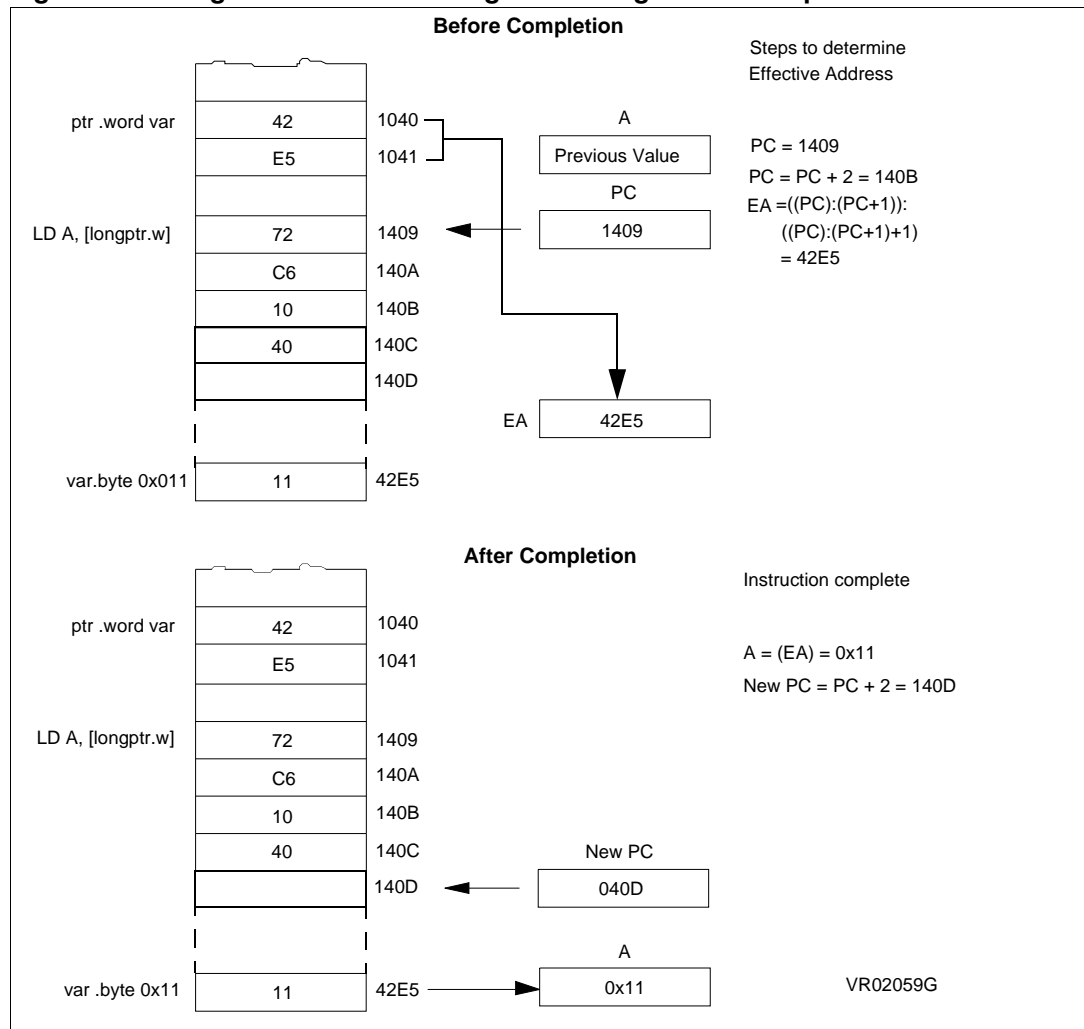 Before Completion
Steps to determine
Effective Address
ptr .word var
42
1040
E5
1041
A
Previous Value
PC
1409
PC = 1409
PC = PC + 2 = 140B
EA =((PC):(PC+1)):
((PC):(PC+1)+1)
= 42E5
LD A, [longptr.w]
72
1409
C6
140A
10
140B
40
140C
140D
EA
42E5
var.byte 0x011
11
42E5
After Completion
Instruction complete
ptr .word var
42
1040
E5
1041
A = (EA) = 0x11
New PC = PC + 2 = 140D
LD A, [longptr.w]
72
1409
C6
140A
10
140B
40
140C
140D
New PC
040D
A
var .byte 0x11
11
42E5
0x11
VR02059G